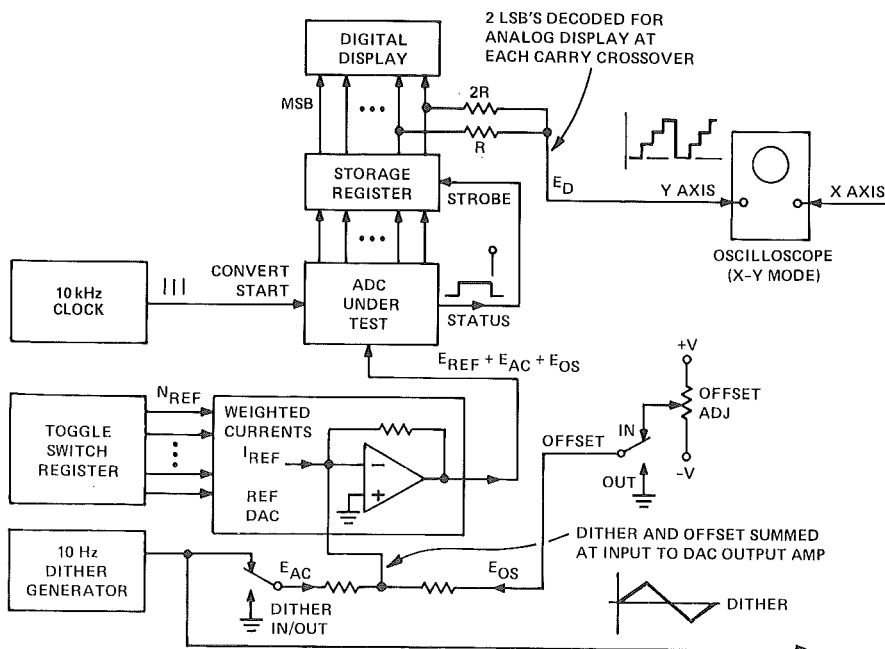 2 LSB'S DECODED FOR
ANALOG DISPLAY AT
EACH CARRY CROSSOVER
DIGITAL
DISPLAY
MSB
2R
R
STORAGE
REGISTER
STROBE
E_D
Y AXIS
X AXIS
OSCILLOSCOPE
(X-Y MODE)
10 kHz
CLOCK
CONVERT
START
ADC
UNDER
TEST
STATUS
E_REF + E_AC + E_OS
+V
OFFSET
ADJ
-V
IN
OUT
OFFSET
TOGGLE
SWITCH
REGISTER
N_REF
WEIGHTED
CURRENTS
I_REF
-
+
REF
DAC
10 Hz
DITHER
GENERATOR
E_AC
E_OS
DITHER
IN/OUT
DITHER AND OFFSET SUMMED
AT INPUT TO DAC OUTPUT AMP
DITHER